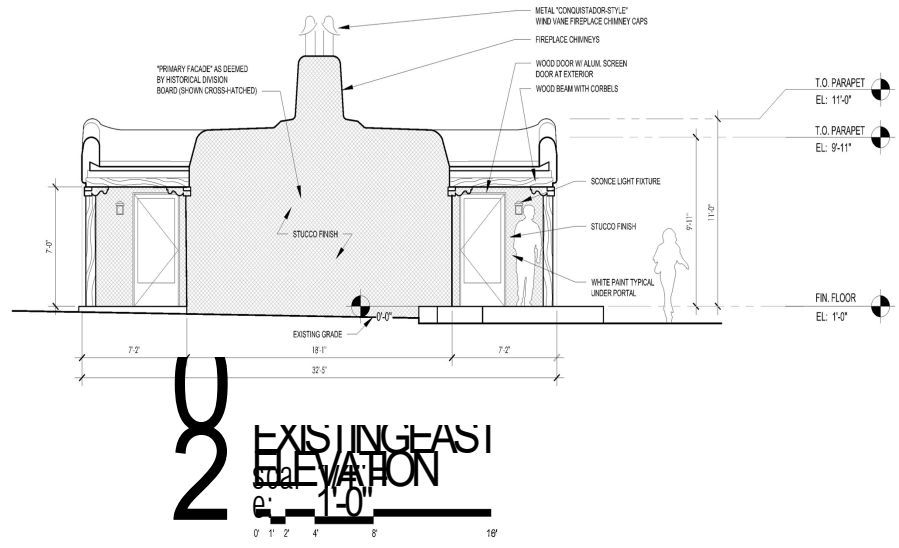 METAL "CONQUISTADOR-STYLE"
WIND VANE FIREPLACE CHIMNEY CAPS
FIREPLACE CHIMNEYS
"PRIMARY FACADE" AS DEEMED
BY HISTORICAL DIVISION
BOARD (SHOWN CROSS-HATCHED)
WOOD DOOR W/ ALUM. SCREEN
DOOR AT EXTERIOR
WOOD BEAM WITH CORBELS
T.O. PARAPET
EL: 11'-0"
T.O. PARAPET
EL: 9'-11"
SCONCE LIGHT FIXTURE
STUCCO FINISH
STUCCO FINISH
7'-0"
9'-11"
11'-0"
WHITE PAINT TYPICAL
UNDER PORTAL
FIN. FLOOR
EL: 1'-0"
0'-0"
EXISTING GRADE
7'-2"
18'-1"
7'-2"
32'-5"
0
2
EXISTING EAST
ELEVATION
scal
e:
1'-0"
0' 1' 2' 4' 8' 16'